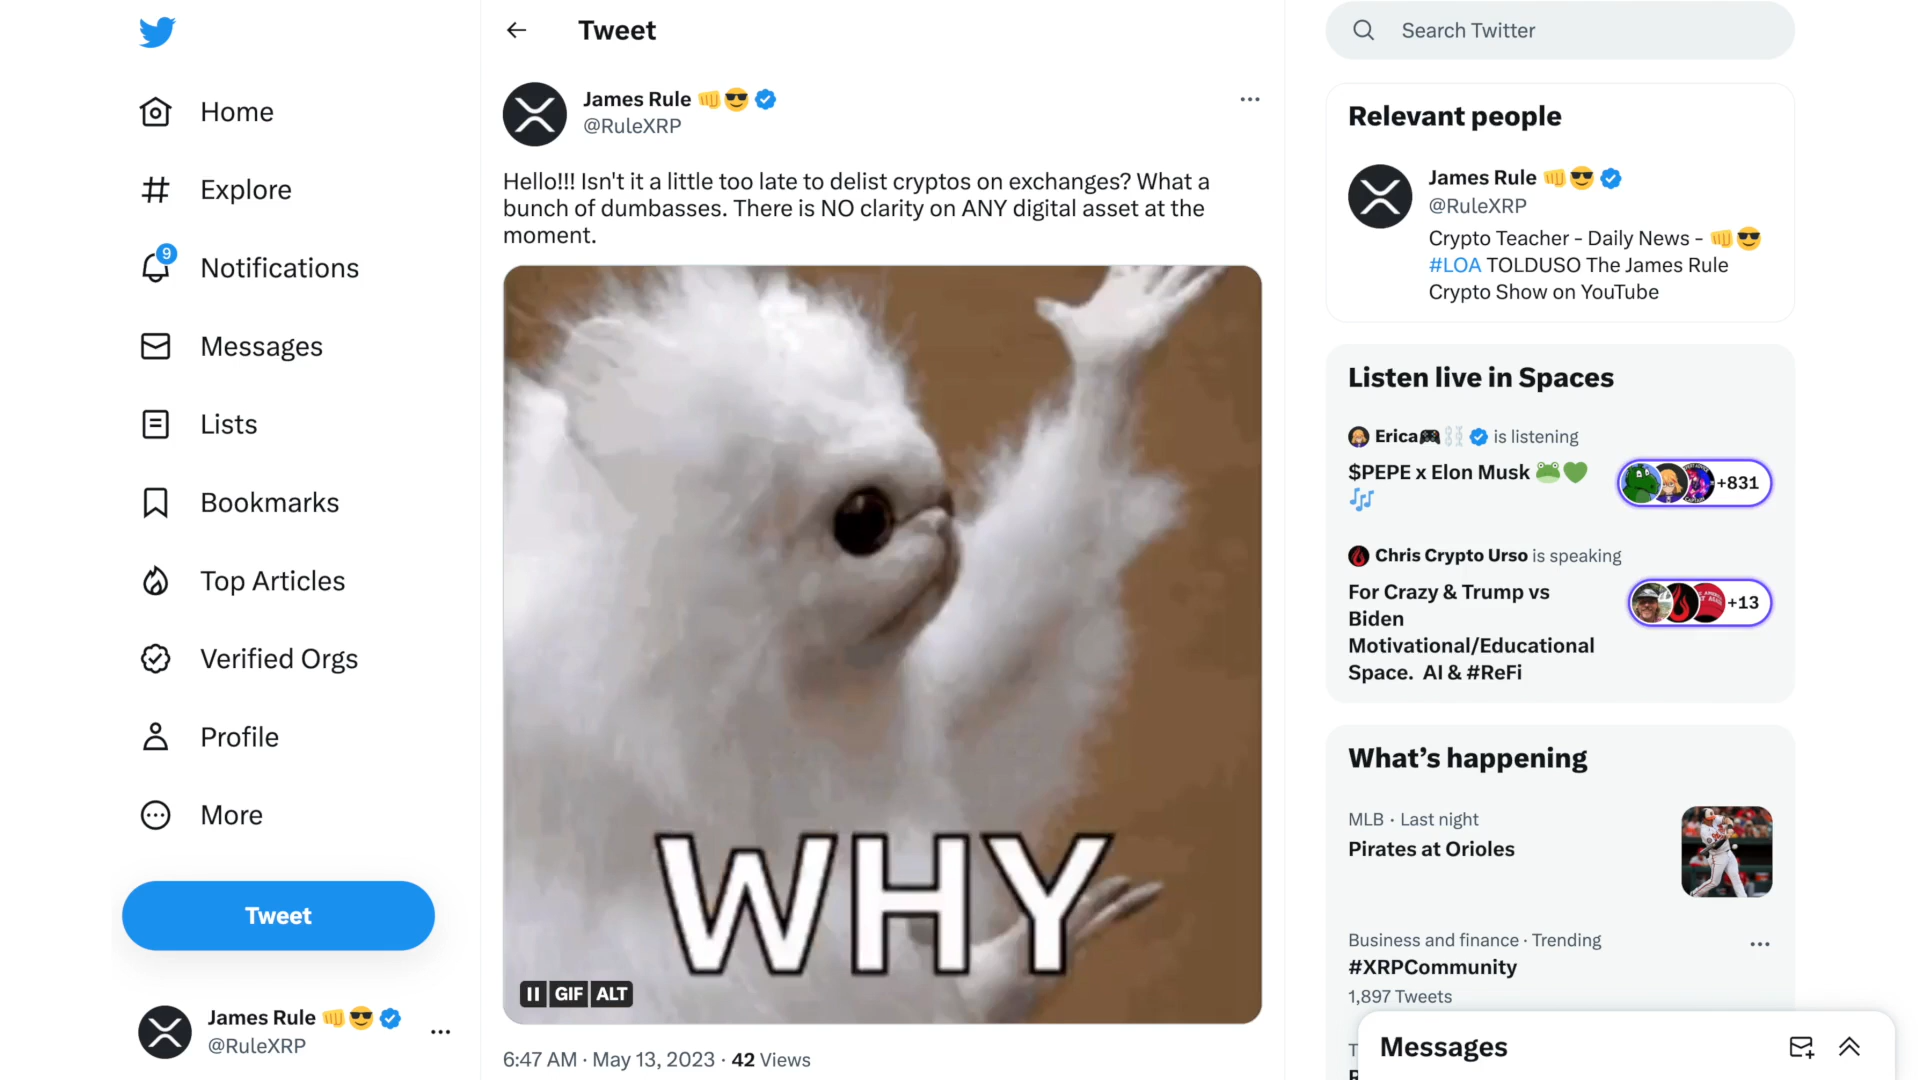 Home
Explore
9
Notifications
Messages
Lists
Bookmarks
Top Articles
Verified Orgs
Profile
More
Tweet
James Rule 👊😎
@RuleXRP
Tweet
James Rule 👊😎
@RuleXRP
Hello!!! Isn't it a little too late to delist cryptos on exchanges? What a
bunch of dumbasses. There is NO clarity on ANY digital asset at the
moment.
WHY
GIF ALT
6:47 AM · May 13, 2023 · 42 Views
Search Twitter
Relevant people
James Rule 👊😎
@RuleXRP
Crypto Teacher - Daily News - 👊😎
#LOA TOLDUSO The James Rule
Crypto Show on YouTube
Listen live in Spaces
Erica🎮⛓️ is listening
$PEPE x Elon Musk 🐸💚
🎶
+831
Chris Crypto Urso is speaking
For Crazy & Trump vs
Biden
Motivational/Educational
Space. AI & #ReFi
+13
What's happening
MLB · Last night
Pirates at Orioles
Business and finance · Trending
#XRPCommunity
1,897 Tweets
Messages